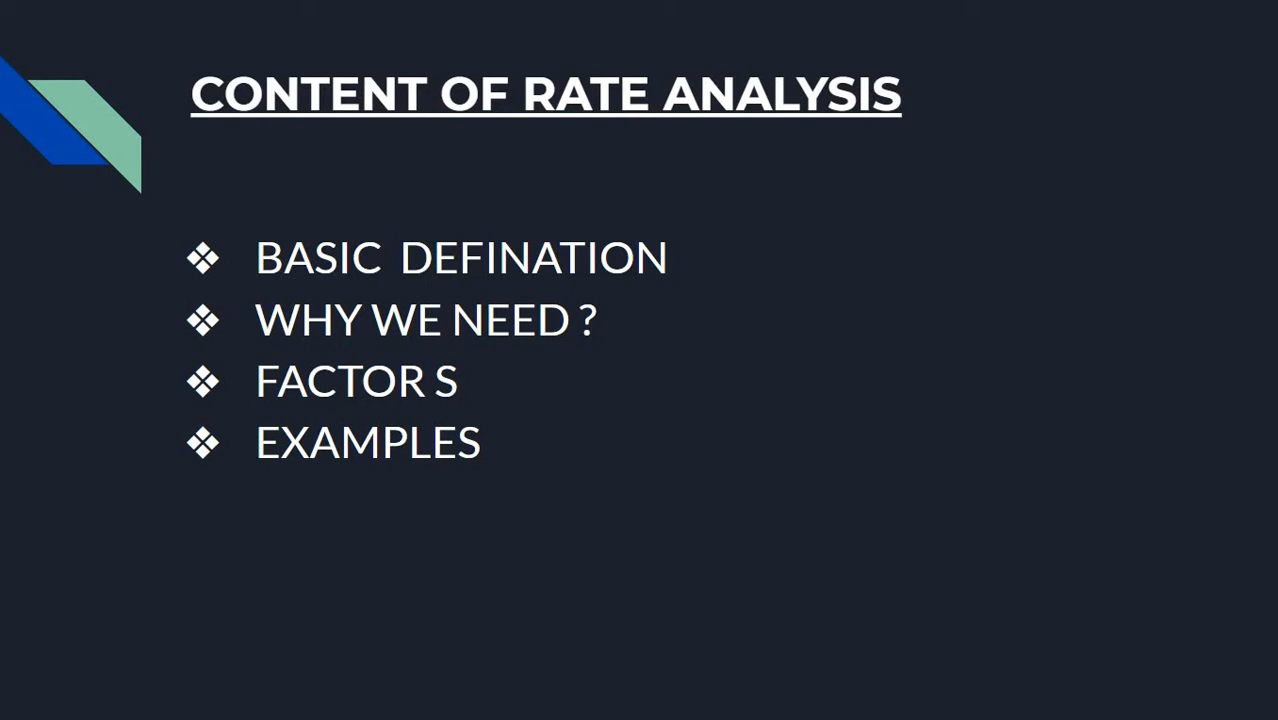 CONTENT OF RATE ANALYSIS
❖ BASIC DEFINATION
❖ WHY WE NEED ?
❖ FACTOR S
❖ EXAMPLES